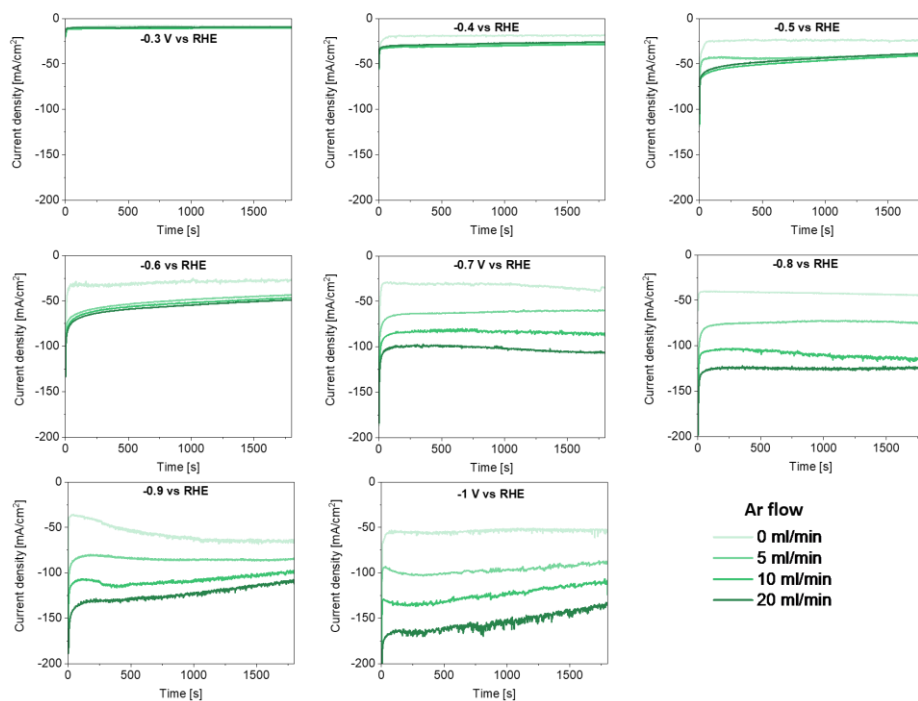 -0.3 V vs RHE
Current density [mA/cm²]
0
-50
-100
-150
-200
0 500 1000 1500
Time [s]
-0.4 vs RHE
Current density [mA/cm²]
0
-50
-100
-150
-200
0 500 1000 1500
Time [s]
-0.5 vs RHE
Current density [mA/cm²]
0
-50
-100
-150
-200
0 500 1000 1500
Time [s]
-0.6 vs RHE
Current density [mA/cm²]
0
-50
-100
-150
-200
0 500 1000 1500
Time [s]
-0.7 V vs RHE
Current density [mA/cm²]
0
-50
-100
-150
-200
0 500 1000 1500
Time [s]
-0.8 vs RHE
Current density [mA/cm²]
0
-50
-100
-150
-200
0 500 1000 1500
Time [s]
-0.9 vs RHE
Current density [mA/cm²]
0
-50
-100
-150
-200
0 500 1000 1500
Time [s]
-1 V vs RHE
Current density [mA/cm²]
0
-50
-100
-150
-200
0 500 1000 1500
Time [s]
Ar flow
0 ml/min
5 ml/min
10 ml/min
20 ml/min